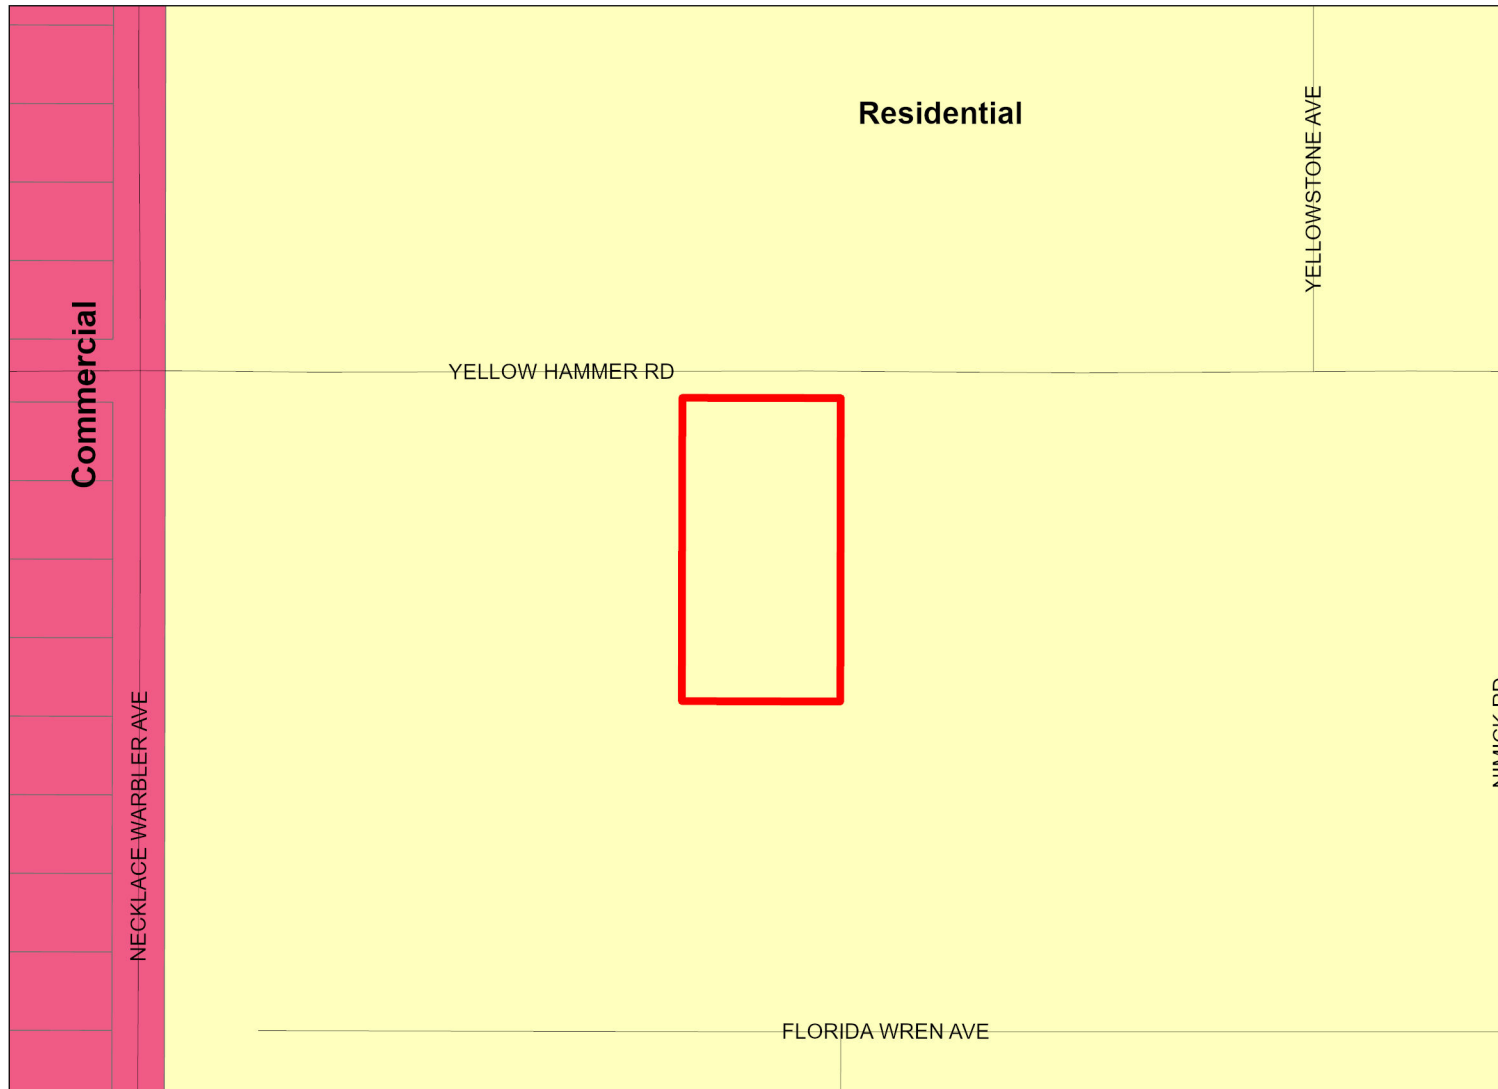 Residential
YELLOWSTONE AVE
Commercial
YELLOW HAMMER RD
NECKLACE WARBLER AVE
FLORIDA WREN AVE